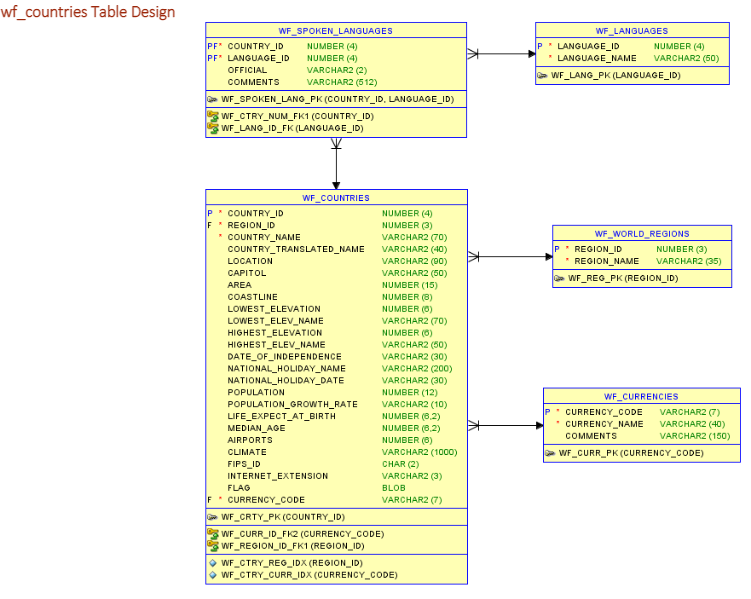 wf_countries Table Design
WF_SPOKEN_LANGUAGES
PF* COUNTRY_ID NUMBER (4)
PF* LANGUAGE_ID NUMBER (4)
OFFICIAL VARCHAR2 (2)
COMMENTS VARCHAR2 (512)
WF_SPOKEN_LANG_PK (COUNTRY_ID, LANGUAGE_ID)
WF_CTRY_NUM_FK1 (COUNTRY_ID)
WF_LANG_ID_FK (LANGUAGE_ID)
WF_LANGUAGES
P * LANGUAGE_ID NUMBER (4)
* LANGUAGE_NAME VARCHAR2 (50)
WF_LANG_PK (LANGUAGE_ID)
WF_COUNTRIES
P * COUNTRY_ID NUMBER (4)
F * REGION_ID NUMBER (3)
* COUNTRY_NAME VARCHAR2 (70)
COUNTRY_TRANSLATED_NAME VARCHAR2 (40)
LOCATION VARCHAR2 (90)
CAPITOL VARCHAR2 (50)
AREA NUMBER (15)
COASTLINE NUMBER (8)
LOWEST_ELEVATION NUMBER (6)
LOWEST_ELEV_NAME VARCHAR2 (70)
HIGHEST_ELEVATION NUMBER (6)
HIGHEST_ELEV_NAME VARCHAR2 (50)
DATE_OF_INDEPENDENCE VARCHAR2 (30)
NATIONAL_HOLIDAY_NAME VARCHAR2 (200)
NATIONAL_HOLIDAY_DATE VARCHAR2 (30)
POPULATION NUMBER (12)
POPULATION_GROWTH_RATE VARCHAR2 (10)
LIFE_EXPECT_AT_BIRTH NUMBER (6,2)
MEDIAN_AGE NUMBER (6,2)
AIRPORTS NUMBER (6)
CLIMATE VARCHAR2 (1000)
FIPS_ID CHAR (2)
INTERNET_EXTENSION VARCHAR2 (3)
FLAG BLOB
F * CURRENCY_CODE VARCHAR2 (7)
WF_CRTY_PK (COUNTRY_ID)
WF_CURR_ID_FK2 (CURRENCY_CODE)
WF_REGION_ID_FK1 (REGION_ID)
WF_CTRY_REG_IDX (REGION_ID)
WF_CTRY_CURR_IDX (CURRENCY_CODE)
WF_WORLD_REGIONS
P * REGION_ID NUMBER (3)
* REGION_NAME VARCHAR2 (35)
WF_REG_PK (REGION_ID)
WF_CURRENCIES
P * CURRENCY_CODE VARCHAR2 (7)
* CURRENCY_NAME VARCHAR2 (40)
COMMENTS VARCHAR2 (150)
WF_CURR_PK (CURRENCY_CODE)